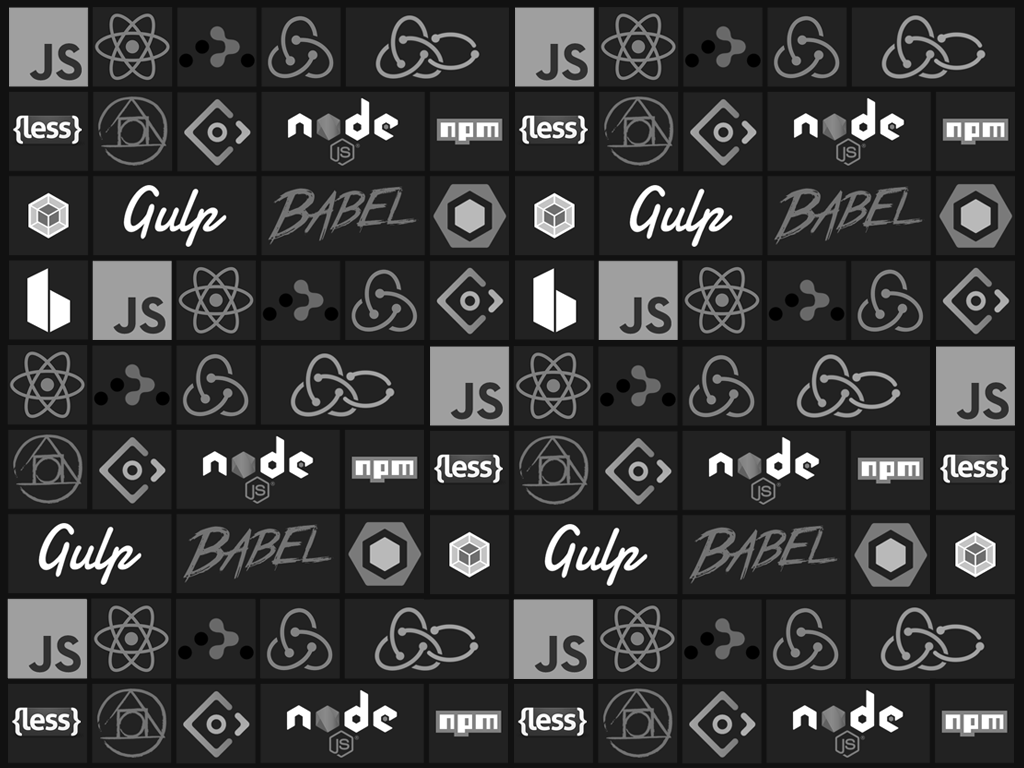 JS JS
{less} node JS npm {less} node JS npm
Gulp BABEL Gulp BABEL
b JS b JS
JS JS
node JS npm {less} node JS npm {less}
Gulp BABEL Gulp BABEL
JS JS
{less} node JS npm {less} node JS npm